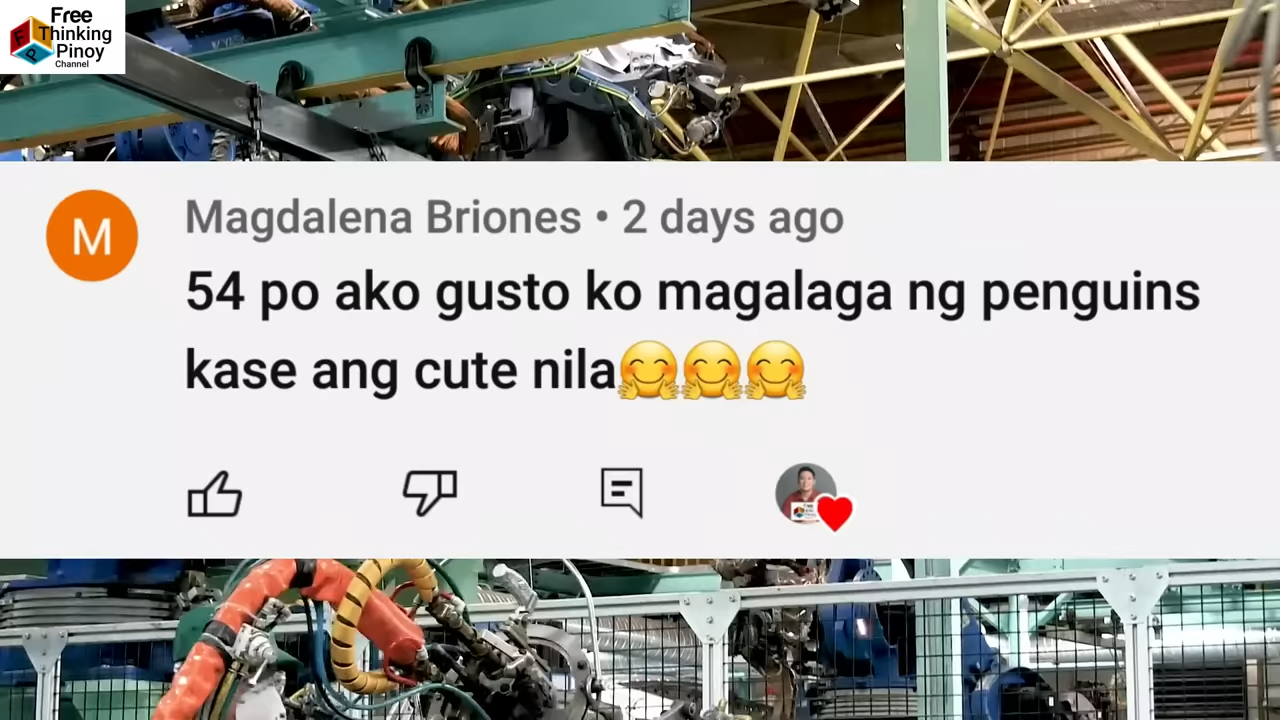 Free
Thinking
Pinoy
Channel
M
Magdalena Briones • 2 days ago
54 po ako gusto ko magalaga ng penguins
kase ang cute nila🤗🤗🤗